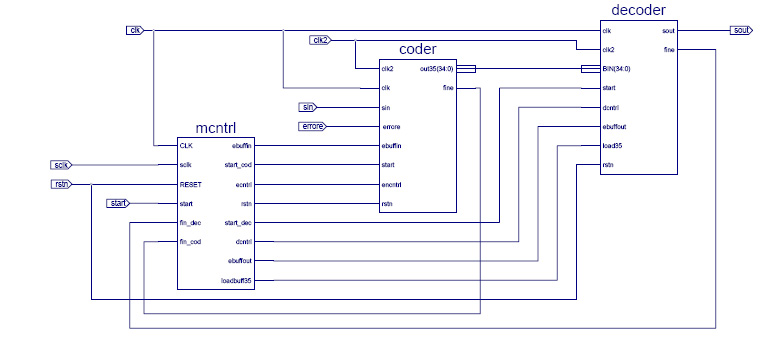 decoder
clk
clk
sout
sout
clk2
coder
clk2
fine
clk2
out35(34:0)
BIN(34:0)
clk
fine
start
sin
sin
dcntrl
errore
errore
ebuffout
mcntrl
CLK
ebuffin
ebuffin
load35
sclk
sclk
start_cod
start
rstn
rstn
RESET
ecntrl
encntrl
start
start
rstn
rstn
fin_dec
start_dec
fin_cod
dcntrl
ebuffout
loadbuff35